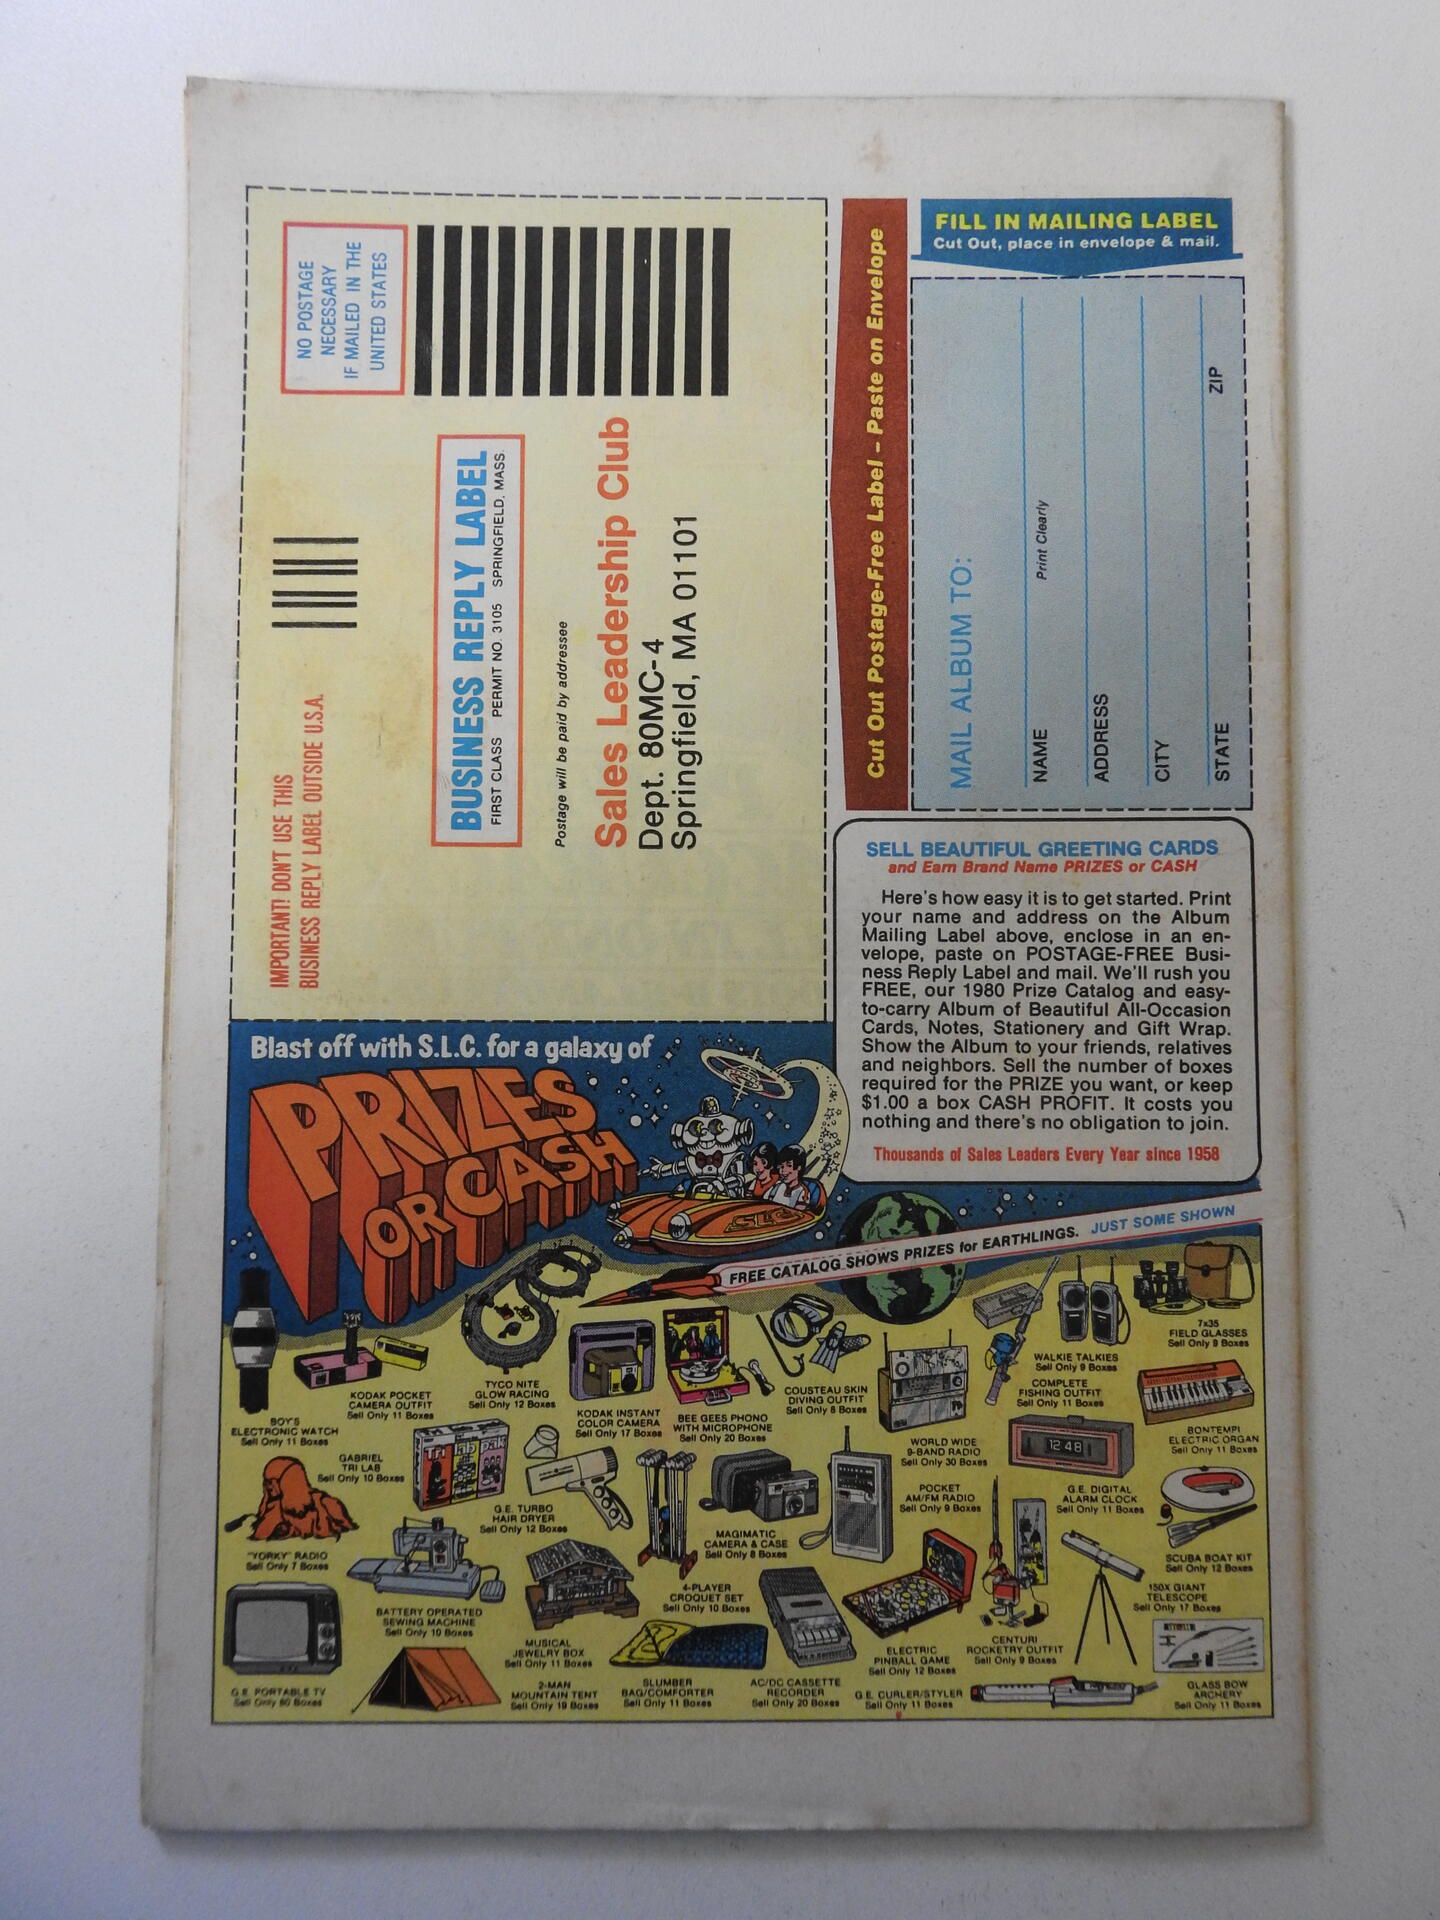 NO POSTAGE
NECESSARY
IF MAILED IN THE
UNITED STATES
IMPORTANT! DON'T USE THIS
BUSINESS REPLY LABEL OUTSIDE U.S.A.
BUSINESS REPLY LABEL
FIRST CLASS PERMIT NO. 3105 SPRINGFIELD, MASS.
Postage will be paid by addressee
Sales Leadership Club
Dept. 80MC-4
Springfield, MA 01101
Cut Out Postage-Free Label – Paste on Envelope
FILL IN MAILING LABEL
Cut Out, place in envelope & mail.
MAIL ALBUM TO:
NAME
Print Clearly
ADDRESS
CITY
STATE ZIP
SELL BEAUTIFUL GREETING CARDS
and Earn Brand Name PRIZES or CASH
Here's how easy it is to get started. Print
your name and address on the Album
Mailing Label above, enclose in an en-
velope, paste on POSTAGE-FREE Busi-
ness Reply Label and mail. We'll rush you
FREE, our 1980 Prize Catalog and easy-
to-carry Album of Beautiful All-Occasion
Cards, Notes, Stationery and Gift Wrap.
Show the Album to your friends, relatives
and neighbors. Sell the number of boxes
required for the PRIZE you want, or keep
$1.00 a box CASH PROFIT. It costs you
nothing and there's no obligation to join.
Thousands of Sales Leaders Every Year since 1958
Blast off with S.L.C. for a galaxy of
PRIZES
OR CASH
SLC
FREE CATALOG SHOWS PRIZES for EARTHLINGS. JUST SOME SHOWN
BOY'S
ELECTRONIC WATCH
Sell Only 11 Boxes
KODAK POCKET
CAMERA OUTFIT
Sell Only 11 Boxes
TYCO NITE
GLOW RACING
Sell Only 12 Boxes
KODAK INSTANT
COLOR CAMERA
Sell Only 17 Boxes
BEE GEES PHONO
WITH MICROPHONE
Sell Only 20 Boxes
COUSTEAU SKIN
DIVING OUTFIT
Sell Only 8 Boxes
WORLD WIDE
9-BAND RADIO
Sell Only 30 Boxes
WALKIE TALKIES
Sell Only 9 Boxes
COMPLETE
FISHING OUTFIT
Sell Only 11 Boxes
7x35
FIELD GLASSES
Sell Only 9 Boxes
BONTEMPI
ELECTRIC ORGAN
Sell Only 11 Boxes
GABRIEL
TRI LAB
Sell Only 10 Boxes
Tri lab pak
G.E. TURBO
HAIR DRYER
Sell Only 12 Boxes
MAGIMATIC
CAMERA & CASE
Sell Only 8 Boxes
POCKET
AM/FM RADIO
Sell Only 9 Boxes
12 48
G.E. DIGITAL
ALARM CLOCK
Sell Only 11 Boxes
SCUBA BOAT KIT
Sell Only 12 Boxes
"YORKY" RADIO
Sell Only 7 Boxes
BATTERY OPERATED
SEWING MACHINE
Sell Only 10 Boxes
MUSICAL
JEWELRY BOX
Sell Only 11 Boxes
4-PLAYER
CROQUET SET
Sell Only 10 Boxes
ELECTRIC
PINBALL GAME
Sell Only 12 Boxes
CENTURI
ROCKETRY OUTFIT
Sell Only 9 Boxes
150X GIANT
TELESCOPE
Sell Only 17 Boxes
G.E. PORTABLE TV
Sell Only 60 Boxes
2-MAN
MOUNTAIN TENT
Sell Only 19 Boxes
SLUMBER
BAG/COMFORTER
Sell Only 11 Boxes
AC/DC CASSETTE
RECORDER
Sell Only 20 Boxes
G.E. CURLER/STYLER
Sell Only 11 Boxes
GLASS BOW
ARCHERY
Sell Only 11 Boxes